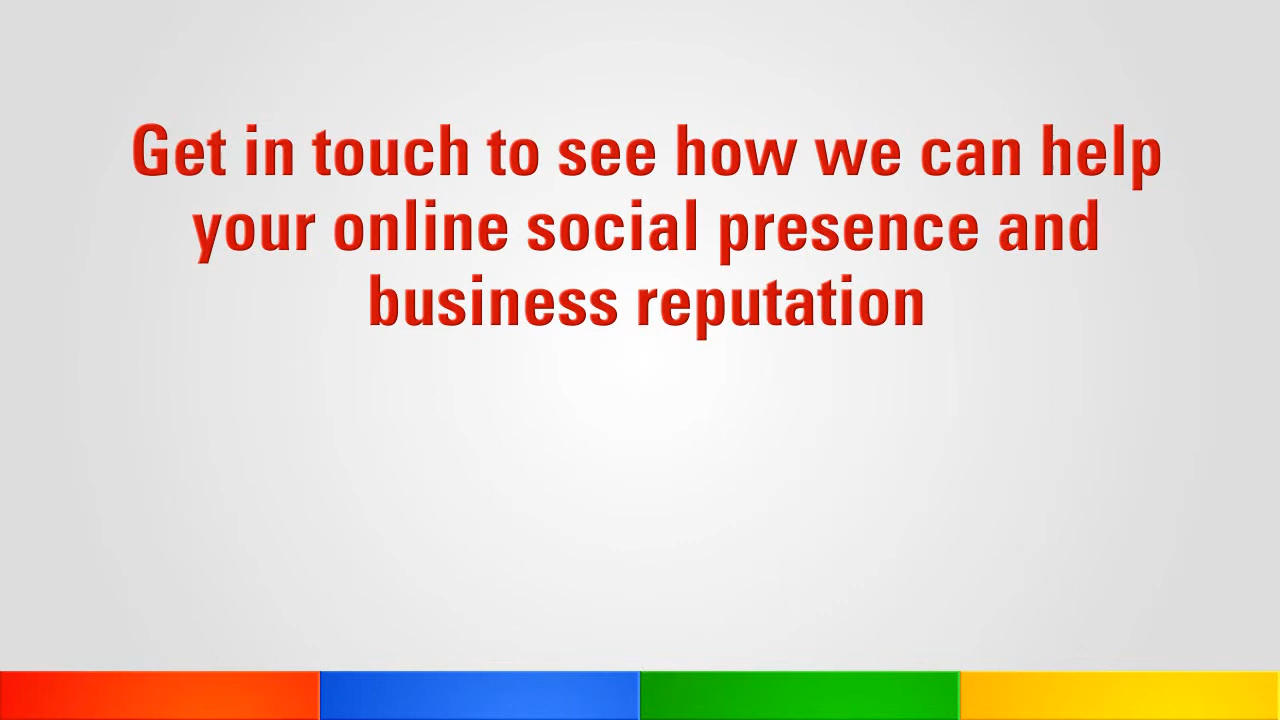 Get in touch to see how we can help
your online social presence and
business reputation